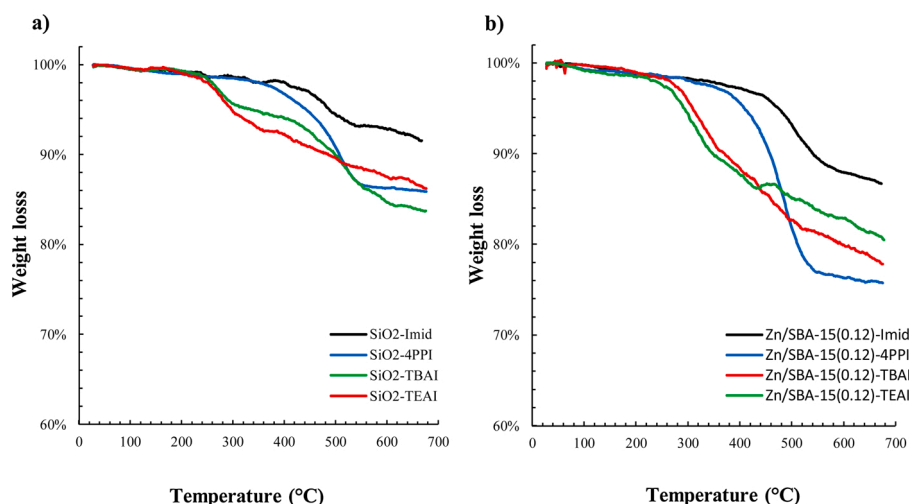 a)
100%
90%
80%
70%
60%
Weight losss
0 100 200 300 400 500 600 700
Temperature (°C)
SiO2-Imid
SiO2-4PPI
SiO2-TBAI
SiO2-TEAI
b)
100%
90%
80%
70%
60%
Weight loss
0 100 200 300 400 500 600 700
Temperature (°C)
Zn/SBA-15(0.12)-Imid
Zn/SBA-15(0.12)-4PPI
Zn/SBA-15(0.12)-TBAI
Zn/SBA-15(0.12)-TEAI